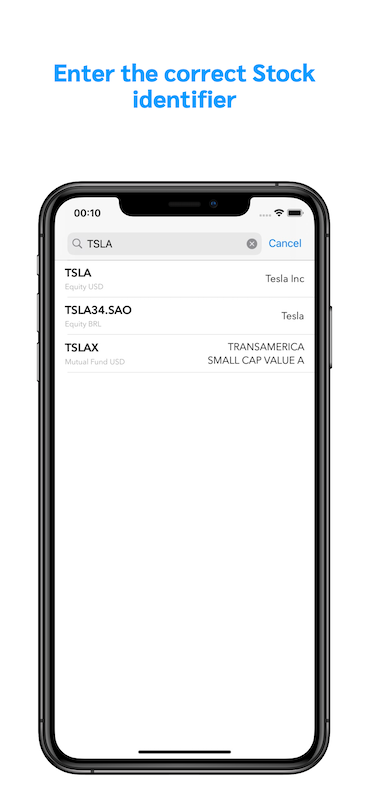 Enter the correct Stock
identifier
00:10
TSLA
Cancel
TSLA
Tesla Inc
Equity USD
TSLA34.SAO
Tesla
Equity BRL
TSLAX
TRANSAMERICA
Mutual Fund USD
SMALL CAP VALUE A